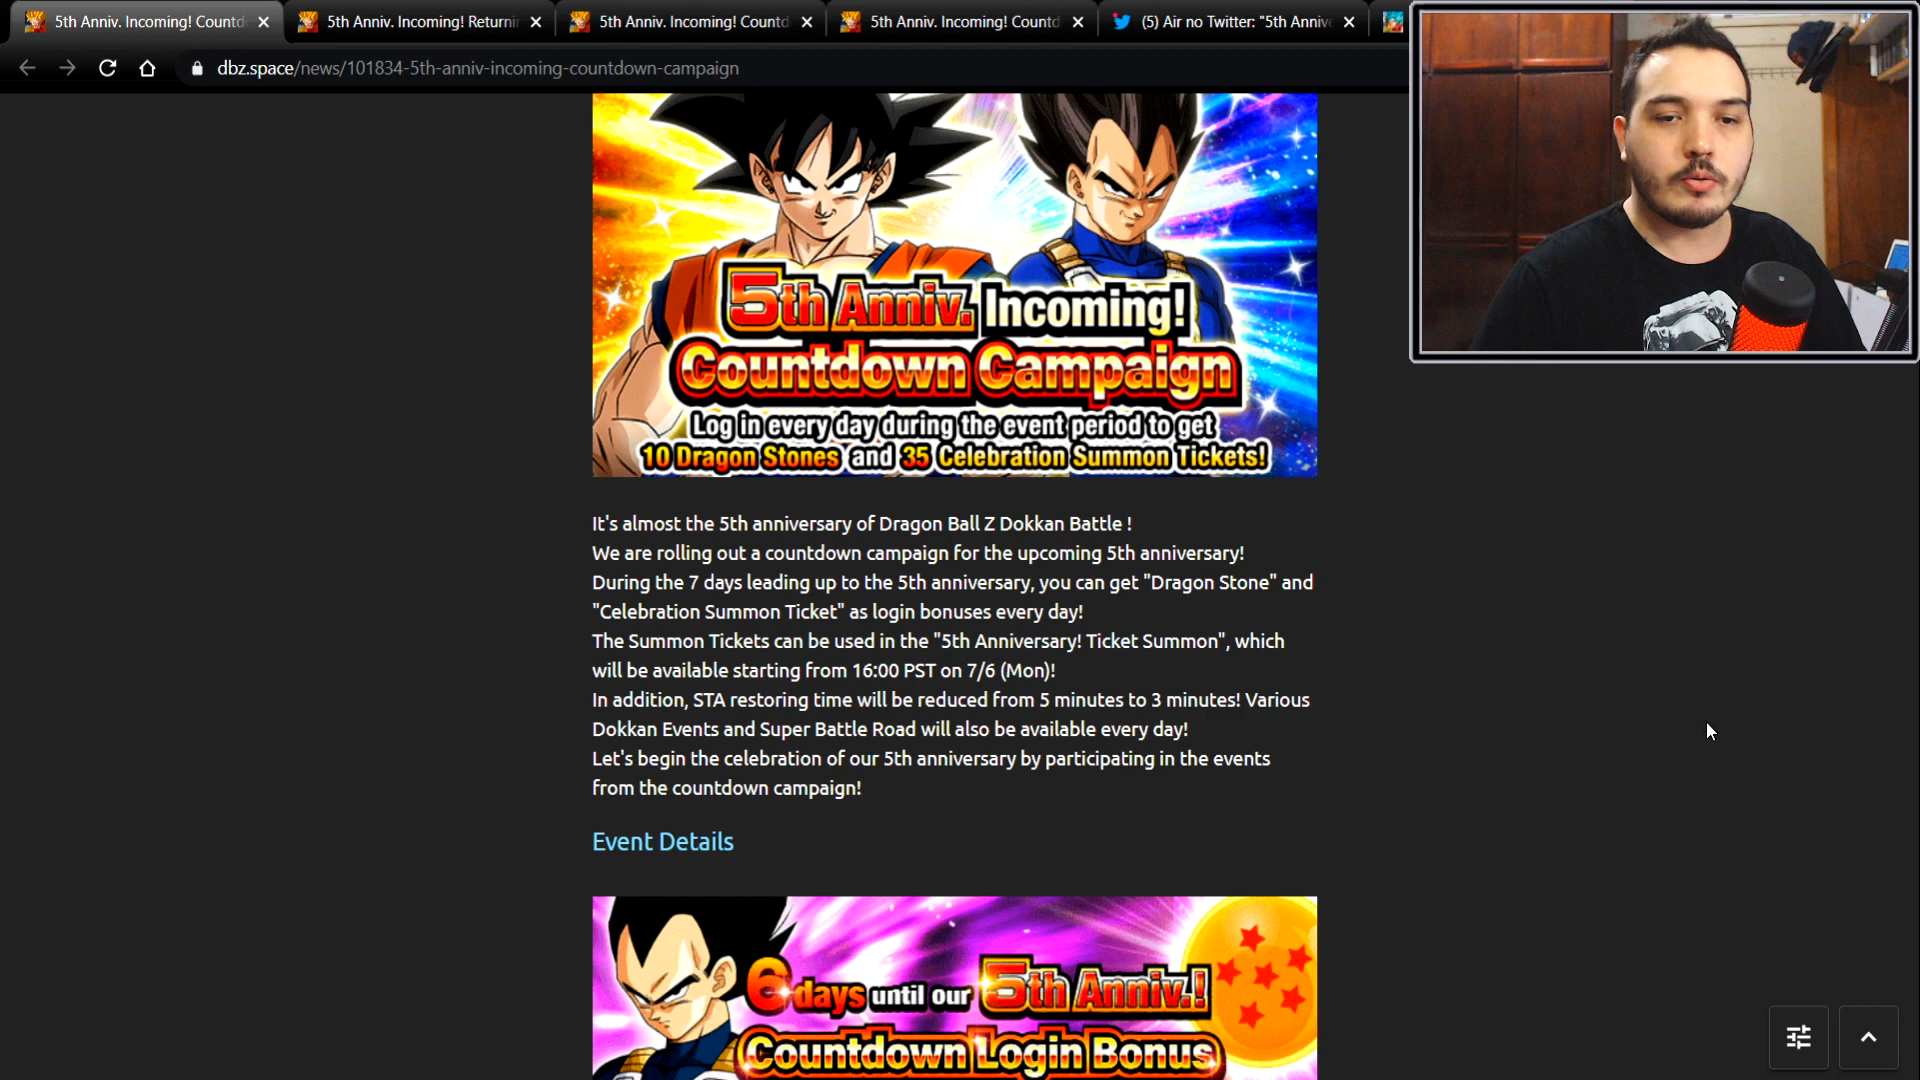 5th Anniv. Incoming! Countd
5th Anniv. Incoming! Returni
5th Anniv. Incoming! Countd
5th Anniv. Incoming! Countd
(5) Air no Twitter: "5th Annive
dbz.space/news/101834-5th-anniv-incoming-countdown-campaign
5th Anniv. Incoming!
Countdown Campaign
Log in every day during the event period to get
10 Dragon Stones and 35 Celebration Summon Tickets!
It's almost the 5th anniversary of Dragon Ball Z Dokkan Battle !
We are rolling out a countdown campaign for the upcoming 5th anniversary!
During the 7 days leading up to the 5th anniversary, you can get "Dragon Stone" and
"Celebration Summon Ticket" as login bonuses every day!
The Summon Tickets can be used in the "5th Anniversary! Ticket Summon", which
will be available starting from 16:00 PST on 7/6 (Mon)!
In addition, STA restoring time will be reduced from 5 minutes to 3 minutes! Various
Dokkan Events and Super Battle Road will also be available every day!
Let's begin the celebration of our 5th anniversary by participating in the events
from the countdown campaign!
Event Details
6 days until our 5th Anniv.!
Countdown Login Bonus